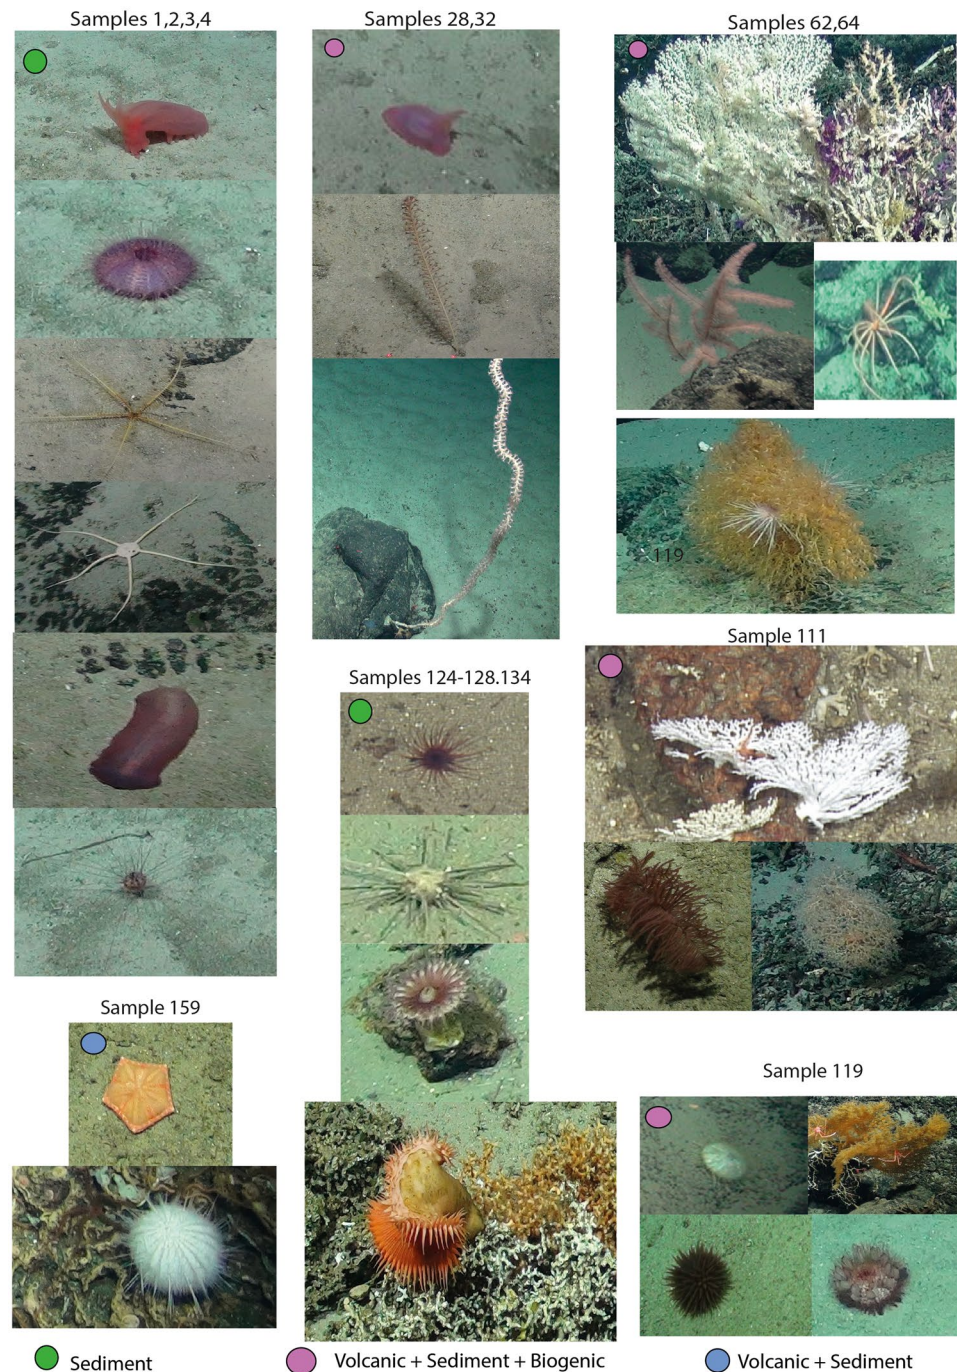 Samples 1,2,3,4
Samples 28,32
Samples 62,64
119
Sample 111
Samples 124-128.134
Sample 159
Sample 119
Sediment
Volcanic + Sediment + Biogenic
Volcanic + Sediment